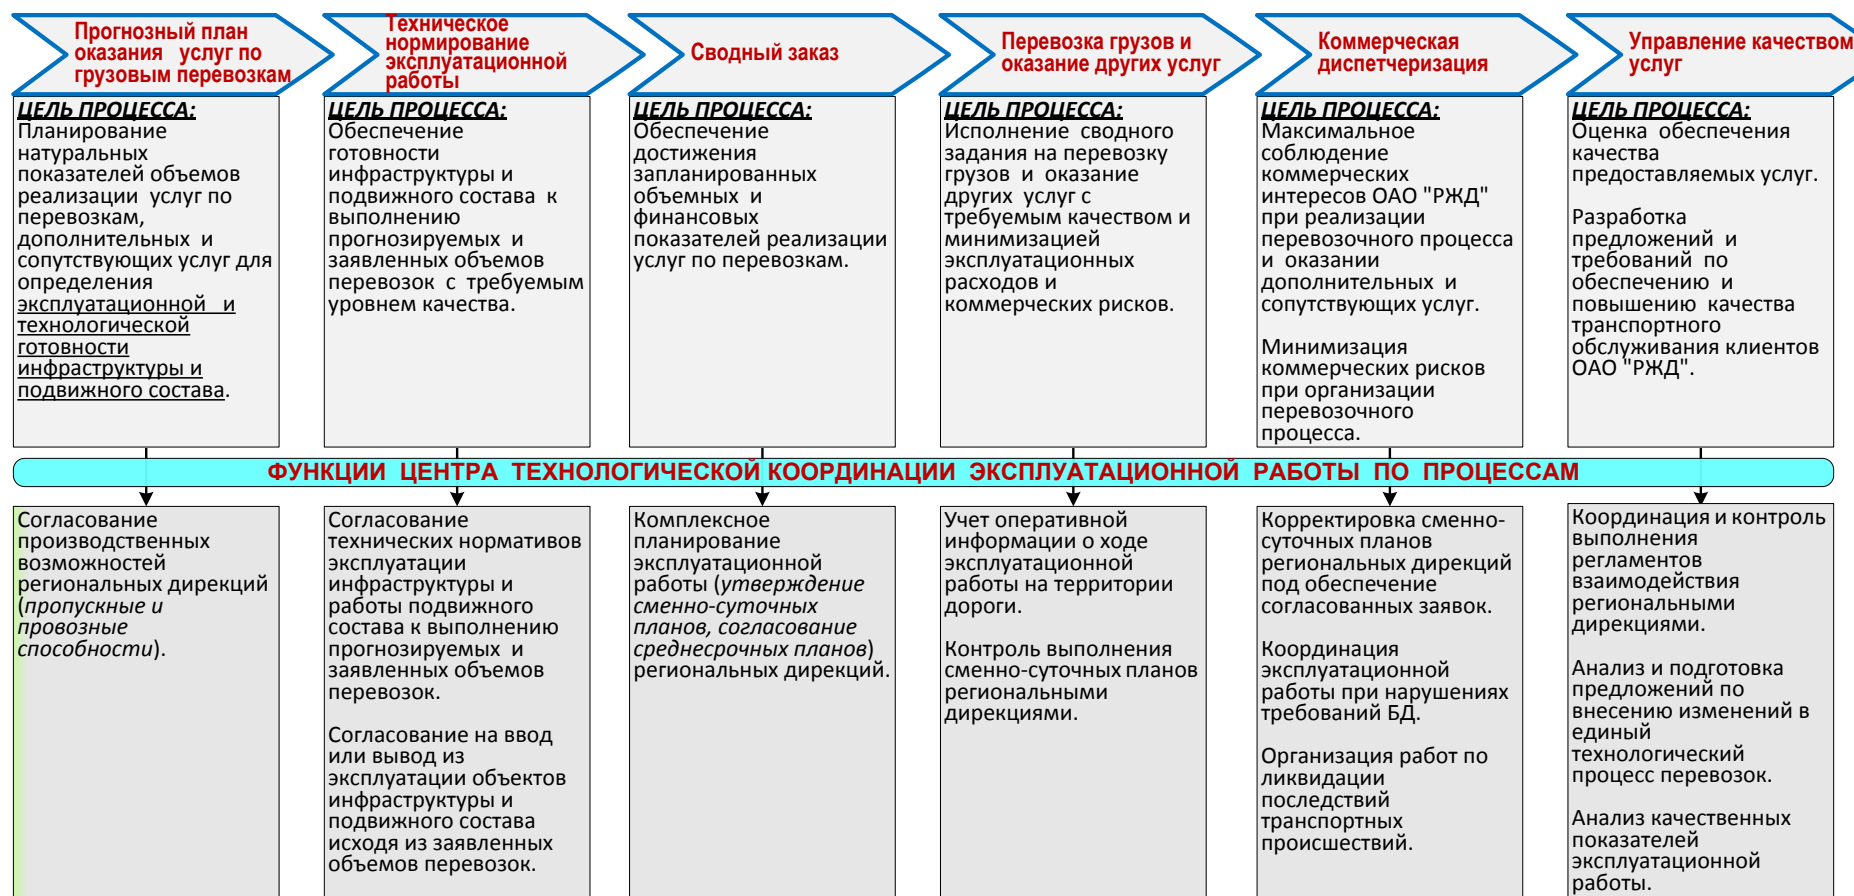 Прогнозный план
оказания услуг по
грузовым перевозкам
Техническое
нормирование
эксплуатационной
работы
Сводный заказ
Перевозка грузов и
оказание других услуг
Коммерческая
диспетчеризация
Управление качеством
услуг
ЦЕЛЬ ПРОЦЕССА:
Планирование
натуральных
показателей объемов
реализации услуг по
перевозкам,
дополнительных и
сопутствующих услуг для
определения
эксплуатационной и
технологической
готовности
инфраструктуры и
подвижного состава.
ЦЕЛЬ ПРОЦЕССА:
Обеспечение
готовности
инфраструктуры и
подвижного состава к
выполнению
прогнозируемых и
заявленных объемов
перевозок с требуемым
уровнем качества.
ЦЕЛЬ ПРОЦЕССА:
Обеспечение
достижения
запланированных
объемных и
финансовых
показателей реализации
услуг по перевозкам.
ЦЕЛЬ ПРОЦЕССА:
Исполнение сводного
задания на перевозку
грузов и оказание
других услуг с
требуемым качеством и
минимизацией
эксплуатационных
расходов и
коммерческих рисков.
ЦЕЛЬ ПРОЦЕССА:
Максимальное
соблюдение
коммерческих
интересов ОАО "РЖД"
при реализации
перевозочного процесса
и оказании
дополнительных и
сопутствующих услуг.
Минимизация
коммерческих рисков
при организации
перевозочного
процесса.
ЦЕЛЬ ПРОЦЕССА:
Оценка обеспечения
качества
предоставляемых услуг.
Разработка
предложений и
требований по
обеспечению и
повышению качества
транспортного
обслуживания клиентов
ОАО "РЖД".
ФУНКЦИИ ЦЕНТРА ТЕХНОЛОГИЧЕСКОЙ КООРДИНАЦИИ ЭКСПЛУАТАЦИОННОЙ РАБОТЫ ПО ПРОЦЕССАМ
Согласование
производственных
возможностей
региональных дирекций
(пропускные и
провозные
способности).
Согласование
технических нормативов
эксплуатации
инфраструктуры и
работы подвижного
состава к выполнению
прогнозируемых и
заявленных объемов
перевозок.
Согласование на ввод
или вывод из
эксплуатации объектов
инфраструктуры и
подвижного состава
исходя из заявленных
объемов перевозок.
Комплексное
планирование
эксплуатационной
работы (утверждение
сменно-суточных
планов, согласование
среднесрочных планов)
региональных дирекций.
Учет оперативной
информации о ходе
эксплуатационной
работы на территории
дороги.
Контроль выполнения
сменно-суточных планов
региональными
дирекциями.
Корректировка сменно-
суточных планов
региональных дирекций
под обеспечение
согласованных заявок.
Координация
эксплуатационной
работы при нарушениях
требований БД.
Организация работ по
ликвидации
последствий
транспортных
происшествий.
Координация и контроль
выполнения
регламентов
взаимодействия
региональными
дирекциями.
Анализ и подготовка
предложений по
внесению изменений в
единый
технологический
процесс перевозок.
Анализ качественных
показателей
эксплуатационной
работы.